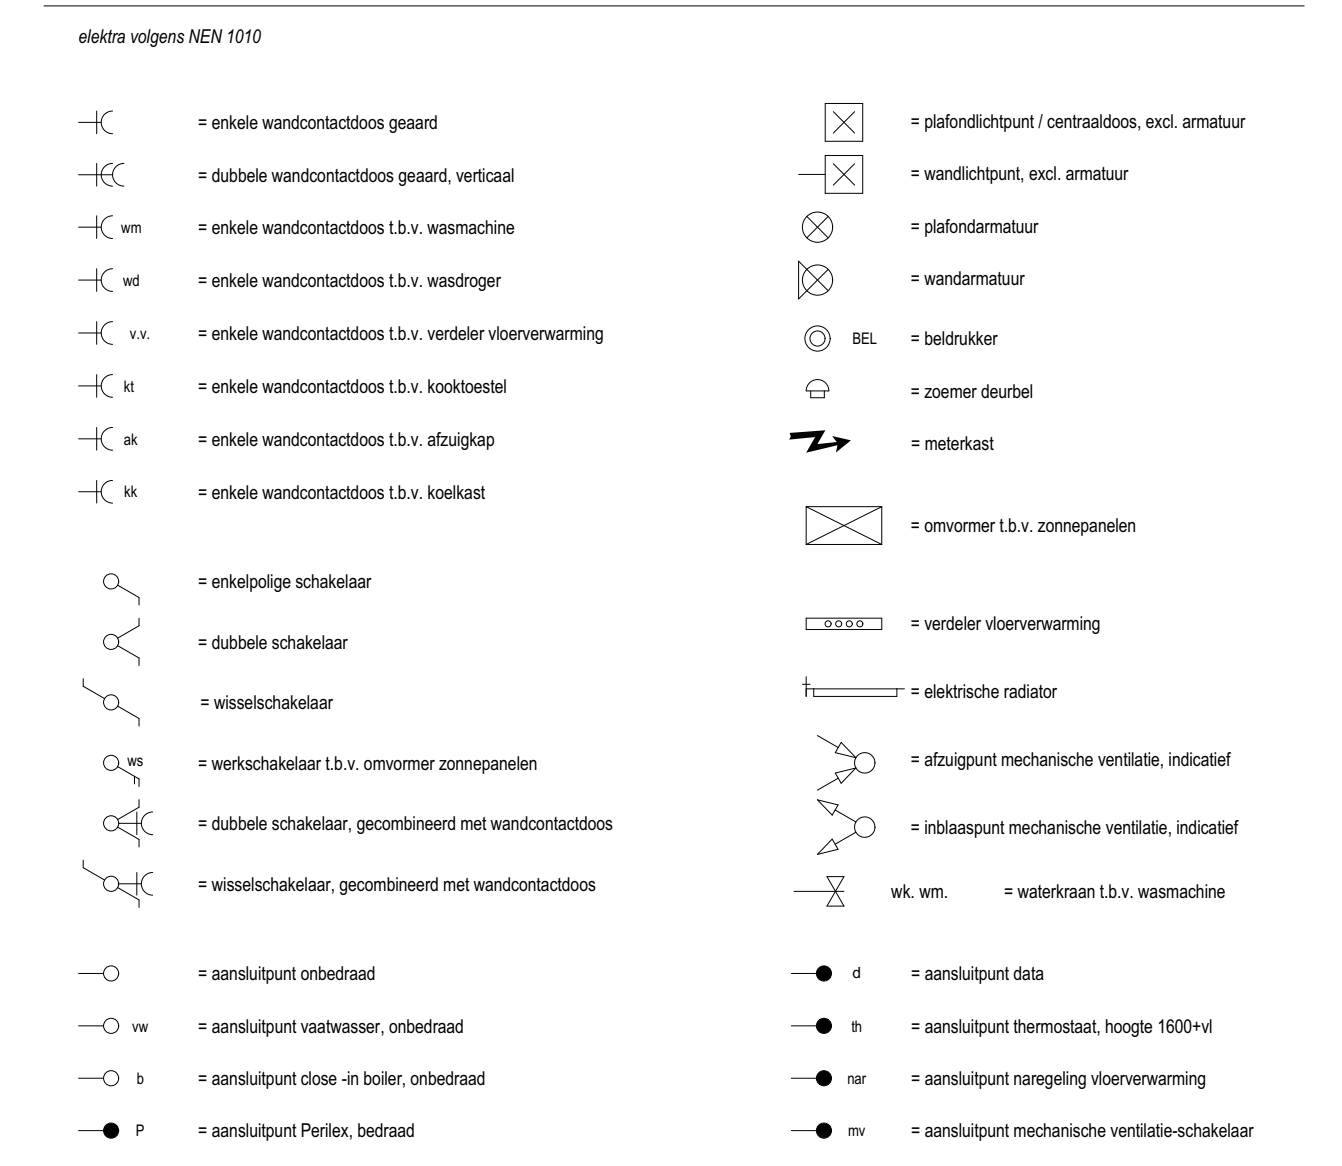 elektra volgens NEN 1010
= enkele wandcontactdoos geaard
= dubbele wandcontactdoos geaard, verticaal
wm = enkele wandcontactdoos t.b.v. wasmachine
wd = enkele wandcontactdoos t.b.v. wasdroger
v.v. = enkele wandcontactdoos t.b.v. verdeler vloerverwarming
kt = enkele wandcontactdoos t.b.v. kooktoestel
ak = enkele wandcontactdoos t.b.v. afzuigkap
kk = enkele wandcontactdoos t.b.v. koelkast
= enkelpolige schakelaar
= dubbele schakelaar
= wisselschakelaar
ws = werkschakelaar t.b.v. omvormer zonnepanelen
= dubbele schakelaar, gecombineerd met wandcontactdoos
= wisselschakelaar, gecombineerd met wandcontactdoos
= aansluitpunt onbedraad
vw = aansluitpunt vaatwasser, onbedraad
b = aansluitpunt close -in boiler, onbedraad
P = aansluitpunt Perilex, bedraad
= plafondlichtpunt / centraaldoos, excl. armatuur
= wandlichtpunt, excl. armatuur
= plafondarmatuur
= wandarmatuur
BEL = beldrukker
= zoemer deurbel
= meterkast
= omvormer t.b.v. zonnepanelen
= verdeler vloerverwarming
= elektrische radiator
= afzuigpunt mechanische ventilatie, indicatief
= inblaaspunt mechanische ventilatie, indicatief
wk. wm. = waterkraan t.b.v. wasmachine
d = aansluitpunt data
th = aansluitpunt thermostaat, hoogte 1600+vl
nar = aansluitpunt naregeling vloerverwarming
mv = aansluitpunt mechanische ventilatie-schakelaar